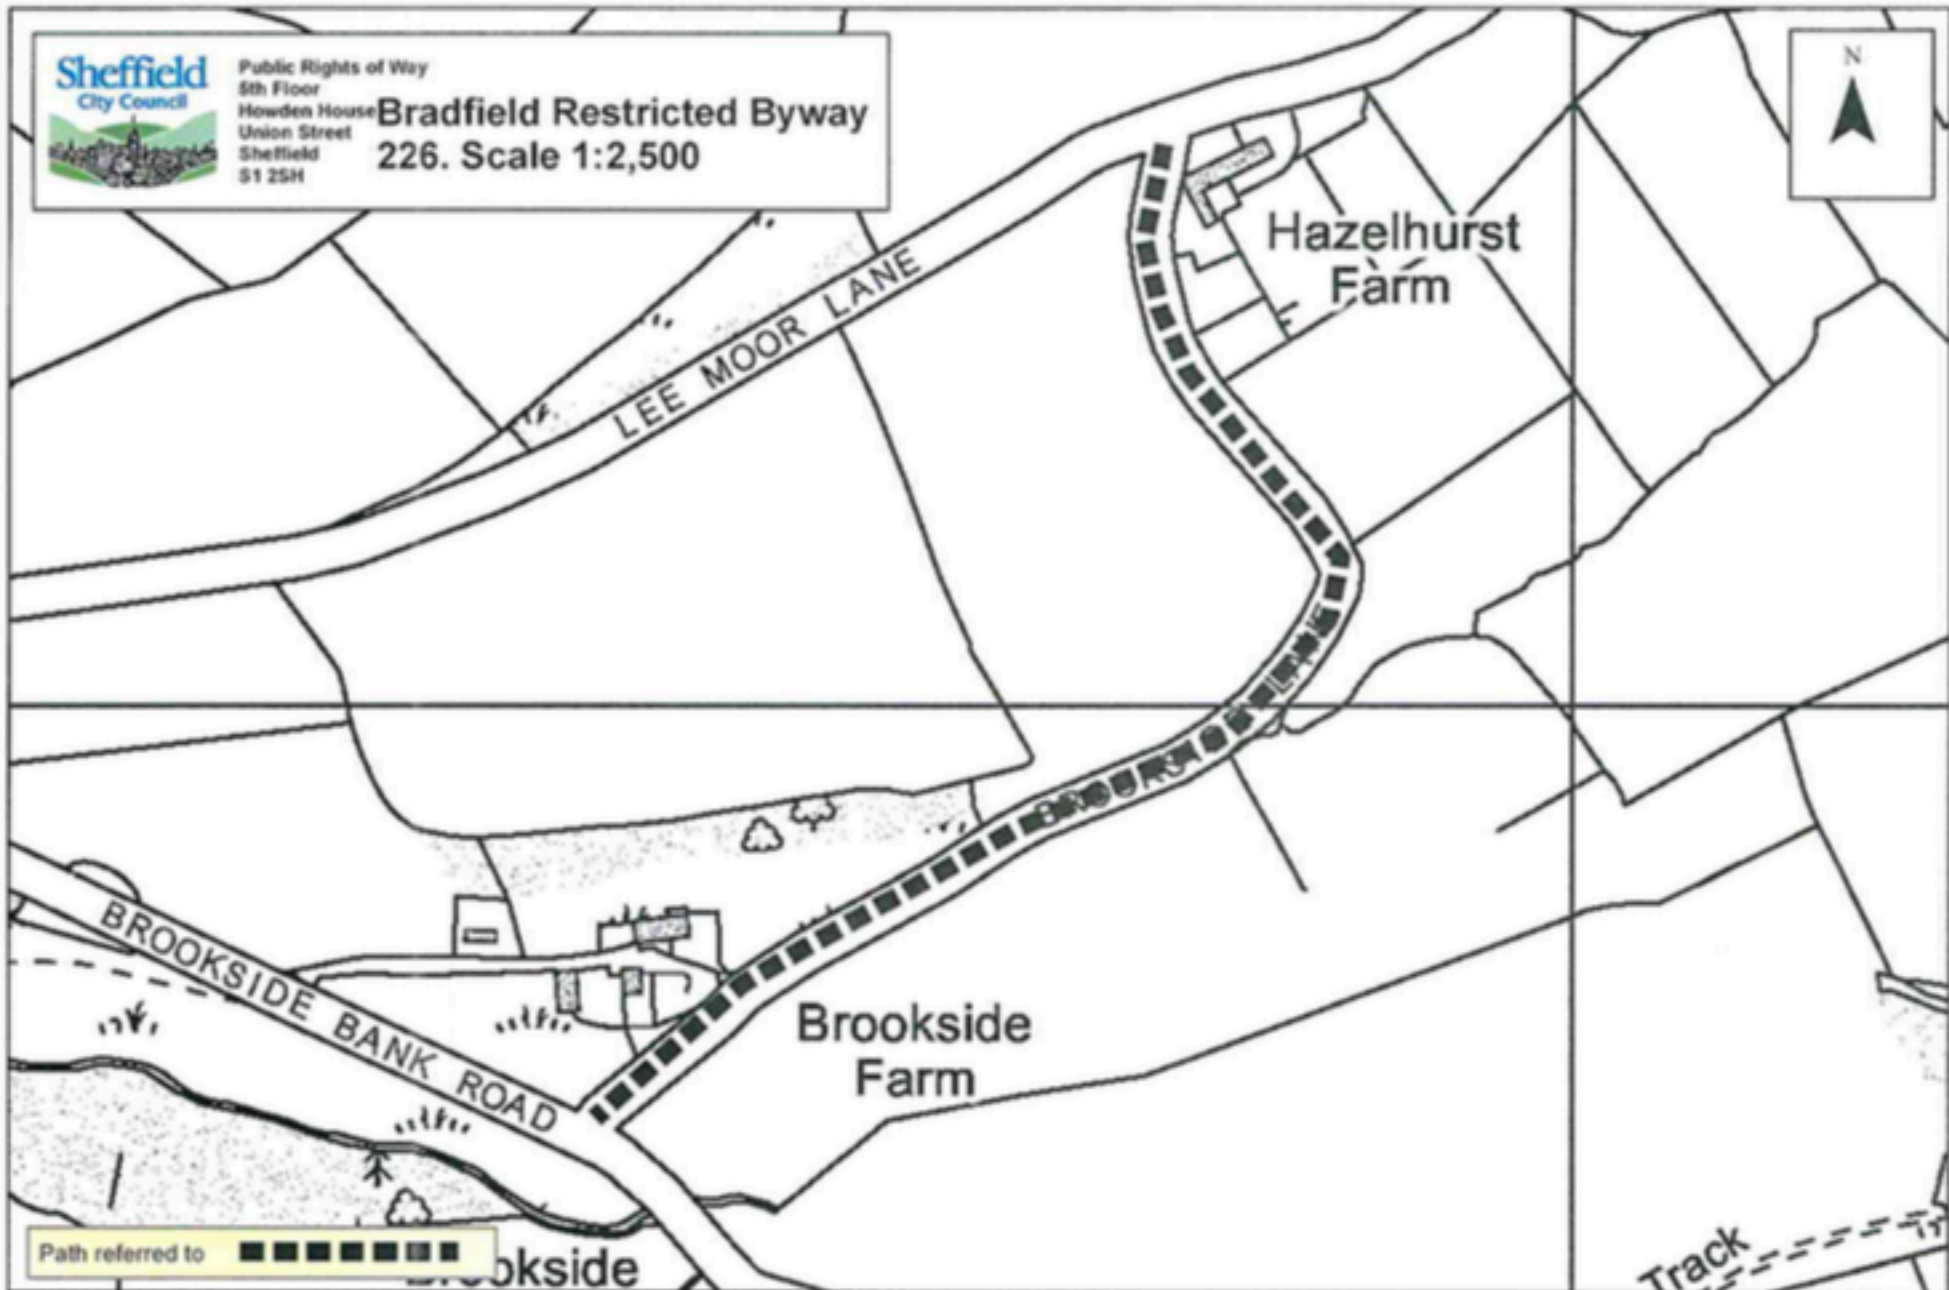 Sheffield
City Council
Public Rights of Way
5th Floor
Howden House
Union Street
Sheffield
S1 2SH
Bradfield Restricted Byway
226. Scale 1:2,500
N
Hazelhurst
Farm
LEE MOOR LANE
BROOKSIDE BANK ROAD
Brookside
Farm
Path referred to
Track